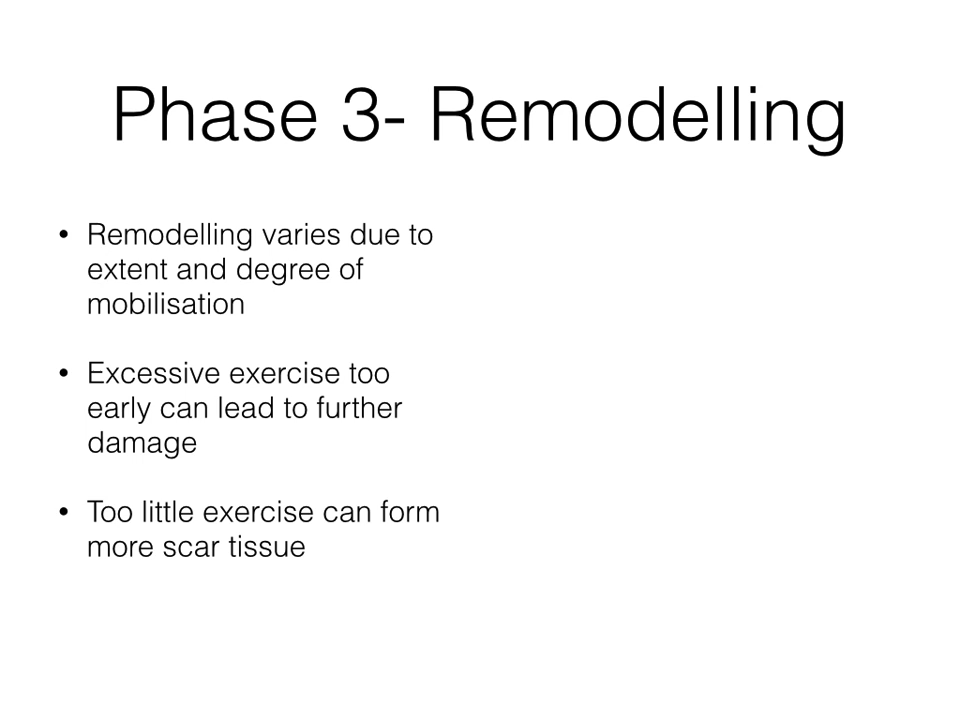 Phase 3- Remodelling
• Remodelling varies due to
extent and degree of
mobilisation
• Excessive exercise too
early can lead to further
damage
• Too little exercise can form
more scar tissue